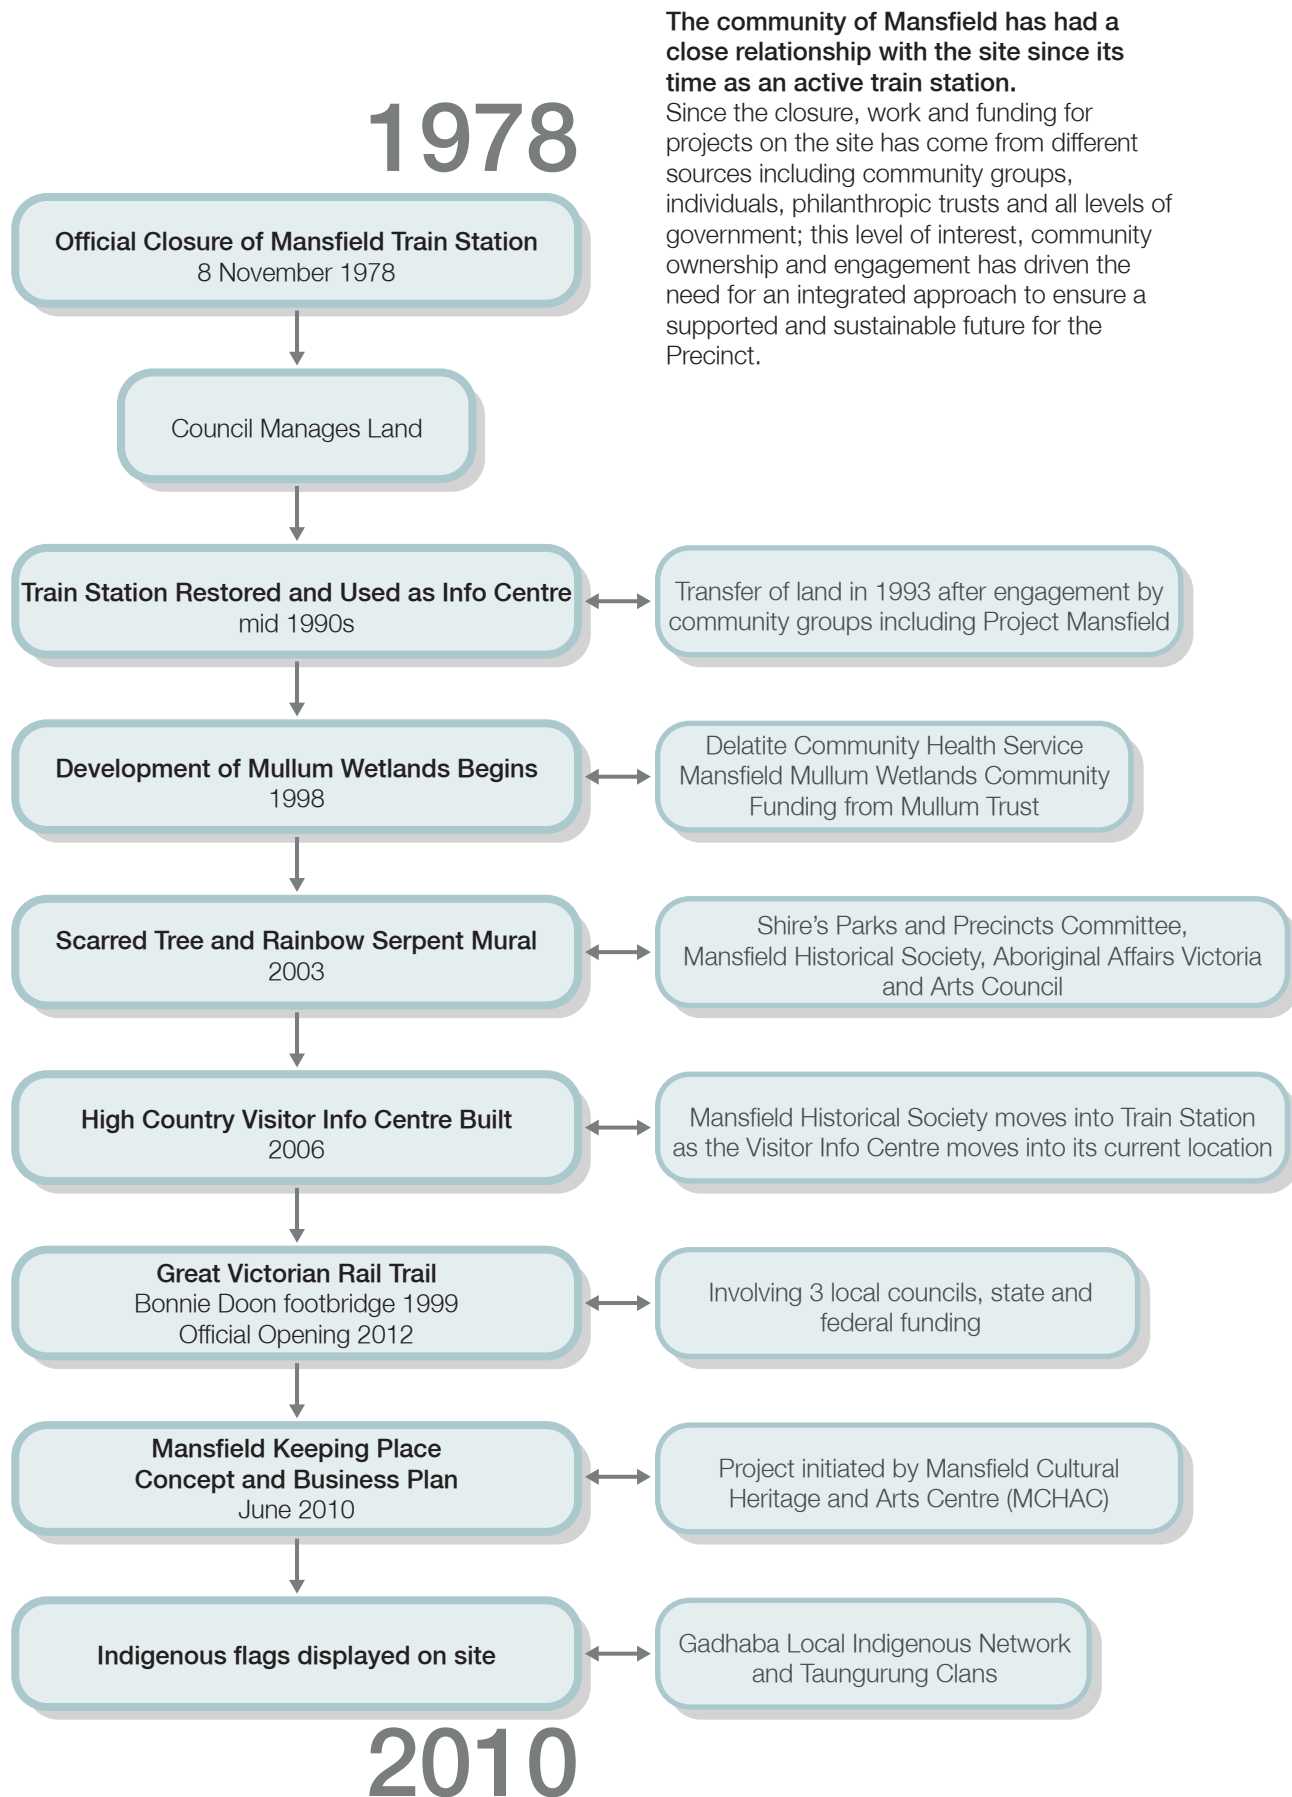 The community of Mansfield has had a
close relationship with the site since its
time as an active train station.
Since the closure, work and funding for
projects on the site has come from different
sources including community groups,
individuals, philanthropic trusts and all levels of
government; this level of interest, community
ownership and engagement has driven the
need for an integrated approach to ensure a
supported and sustainable future for the
Precinct.
1978
Official Closure of Mansfield Train Station
8 November 1978
Council Manages Land
Train Station Restored and Used as Info Centre
mid 1990s
Transfer of land in 1993 after engagement by
community groups including Project Mansfield
Development of Mullum Wetlands Begins
1998
Delatite Community Health Service
Mansfield Mullum Wetlands Community
Funding from Mullum Trust
Scarred Tree and Rainbow Serpent Mural
2003
Shire's Parks and Precincts Committee,
Mansfield Historical Society, Aboriginal Affairs Victoria
and Arts Council
High Country Visitor Info Centre Built
2006
Mansfield Historical Society moves into Train Station
as the Visitor Info Centre moves into its current location
Great Victorian Rail Trail
Bonnie Doon footbridge 1999
Official Opening 2012
Involving 3 local councils, state and
federal funding
Mansfield Keeping Place
Concept and Business Plan
June 2010
Project initiated by Mansfield Cultural
Heritage and Arts Centre (MCHAC)
Indigenous flags displayed on site
Gadhaba Local Indigenous Network
and Taungurung Clans
2010